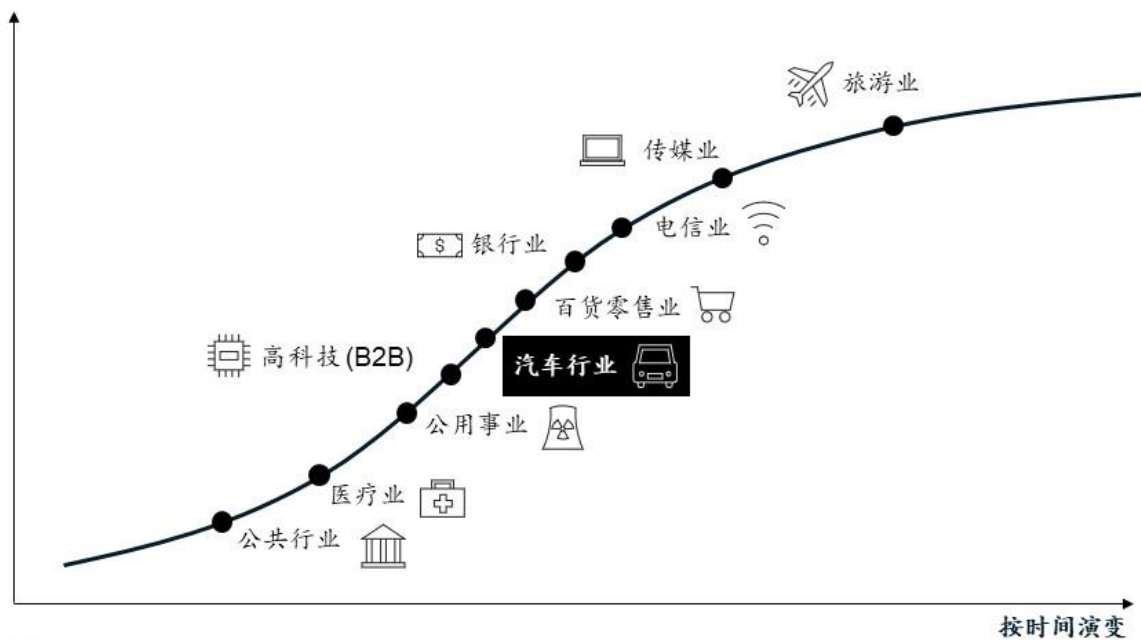 旅游业
传媒业
电信业
$ 银行业
百货零售业
高科技(B2B)
汽车行业
公用事业
医疗业
公共行业
按时间演变